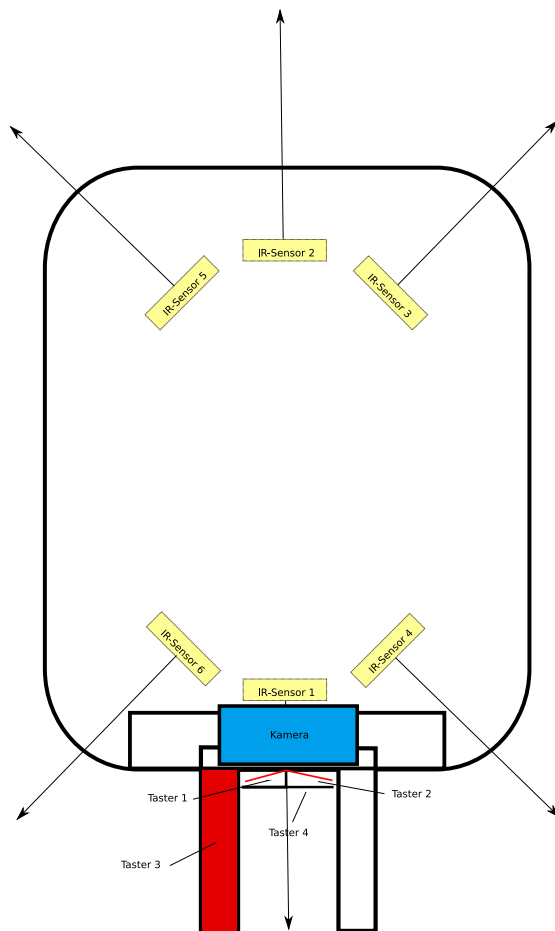 IR-Sensor 2
IR-Sensor 5
IR-Sensor 3
IR-Sensor 6
IR-Sensor 4
IR-Sensor 1
Kamera
Taster 1
Taster 2
Taster 4
Taster 3